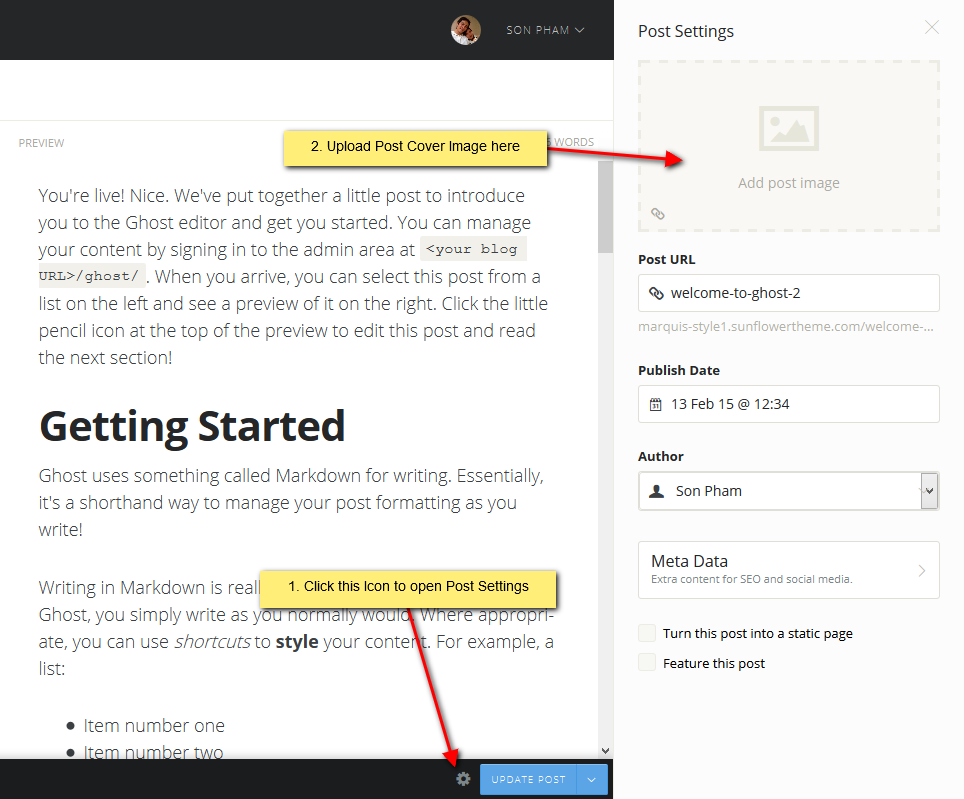 SON PHAM
PREVIEW
WORDS
2. Upload Post Cover Image here
You're live! Nice. We've put together a little post to introduce
you to the Ghost editor and get you started. You can manage
your content by signing in to the admin area at <your blog
URL>/ghost/. When you arrive, you can select this post from a
list on the left and see a preview of it on the right. Click the little
pencil icon at the top of the preview to edit this post and read
the next section!
Getting Started
Ghost uses something called Markdown for writing. Essentially,
it's a shorthand way to manage your post formatting as you
write!
Writing in Markdown is
1. Click this Icon to open Post Settings
Ghost, you simply write as you normally would. Where appropri-
ate, you can use shortcuts to style your content. For example, a
list:
Item number one
Item number two
UPDATE POST
Post Settings
Add post image
Post URL
welcome-to-ghost-2
marquis-style1.sunflowertheme.com/welcome-...
Publish Date
13 Feb 15 @ 12:34
Author
Son Pham
Meta Data
Extra content for SEO and social media.
Turn this post into a static page
Feature this post